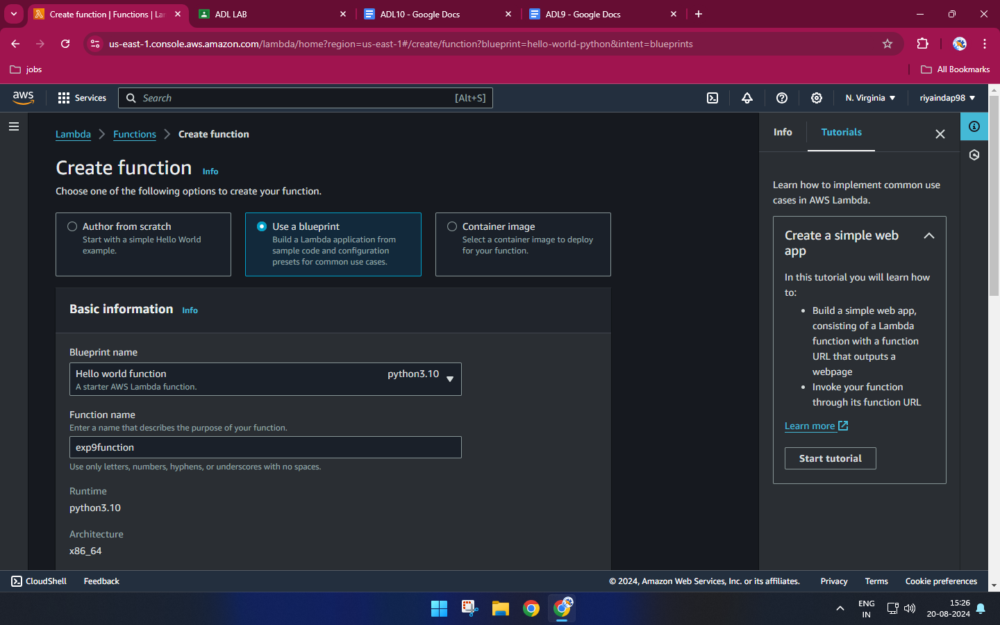 Create function | Functions | La
ADL LAB
ADL10 - Google Docs
ADL9 - Google Docs
us-east-1.console.aws.amazon.com/lambda/home?region=us-east-1#/create/function?blueprint=hello-world-python&intent=blueprints
jobs
All Bookmarks
aws
Services
Search
[Alt+S]
N. Virginia
riyaindap98
Lambda
Functions
Create function
Create function
Info
Choose one of the following options to create your function.
Author from scratch
Start with a simple Hello World
example.
Use a blueprint
Build a Lambda application from
sample code and configuration
presets for common use cases.
Container image
Select a container image to deploy
for your function.
Basic information
Info
Blueprint name
Hello world function
python3.10
A starter AWS Lambda function.
Function name
Enter a name that describes the purpose of your function.
exp9function
Use only letters, numbers, hyphens, or underscores with no spaces.
Runtime
python3.10
Architecture
x86_64
Info
Tutorials
Learn how to implement common use
cases in AWS Lambda.
Create a simple web
app
In this tutorial you will learn how
to:
• Build a simple web app,
consisting of a Lambda
function with a function
URL that outputs a
webpage
• Invoke your function
through its function URL
Learn more
Start tutorial
CloudShell
Feedback
© 2024, Amazon Web Services, Inc. or its affiliates.
Privacy
Terms
Cookie preferences
ENG
IN
15:26
20-08-2024